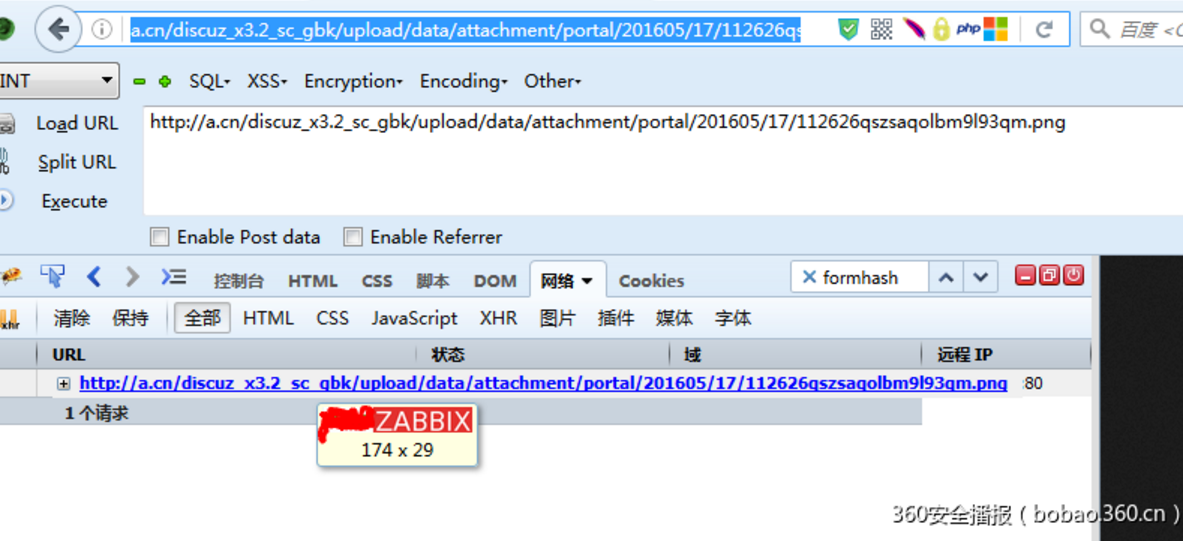 a.cn/discuz_x3.2_sc_gbk/upload/data/attachment/portal/201605/17/112626qs
php
百度 <C
INT
SQL
XSS
Encryption
Encoding
Other
Load URL
http://a.cn/discuz_x3.2_sc_gbk/upload/data/attachment/portal/201605/17/112626qszsaqolbm9l93qm.png
Split URL
Execute
Enable Post data
Enable Referrer
控制台 HTML CSS 脚本 DOM 网络 Cookies
formhash
xhr
清除 保持 全部 HTML CSS JavaScript XHR 图片 插件 媒体 字体
URL 状态 域 远程 IP
http://a.cn/discuz_x3.2_sc_gbk/upload/data/attachment/portal/201605/17/112626qszsaqolbm9l93qm.png :80
1 个请求
ZABBIX
174 x 29
360安全播报（bobao.360.cn）